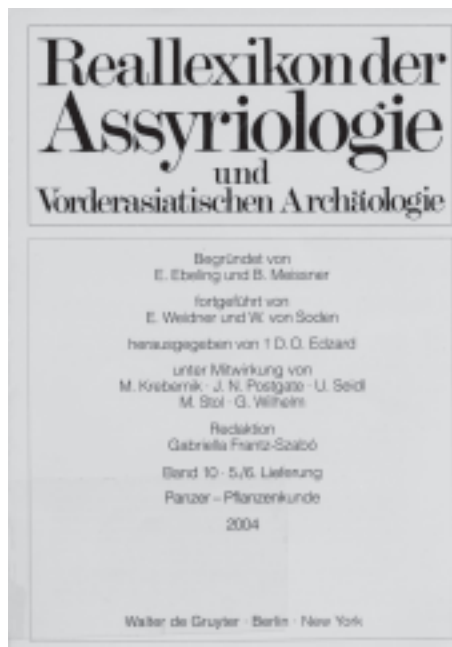 Reallexikon der
Assyriologie
und
Vorderasiatischen Archäologie
Begründet von
E. Ebeling und B. Meissner
fortgeführt von
E. Weidner und W. von Soden
herausgegeben von † D. O. Edzard
unter Mitwirkung von
M. Krebernik · J. N. Postgate · U. Seidl
M. Stol · G. Wilhelm
Redaktion
Gabriella Frantz-Szabó
Band 10 · 5./6. Lieferung
Panzer – Pflanzenkunde
2004
Walter de Gruyter · Berlin · New York